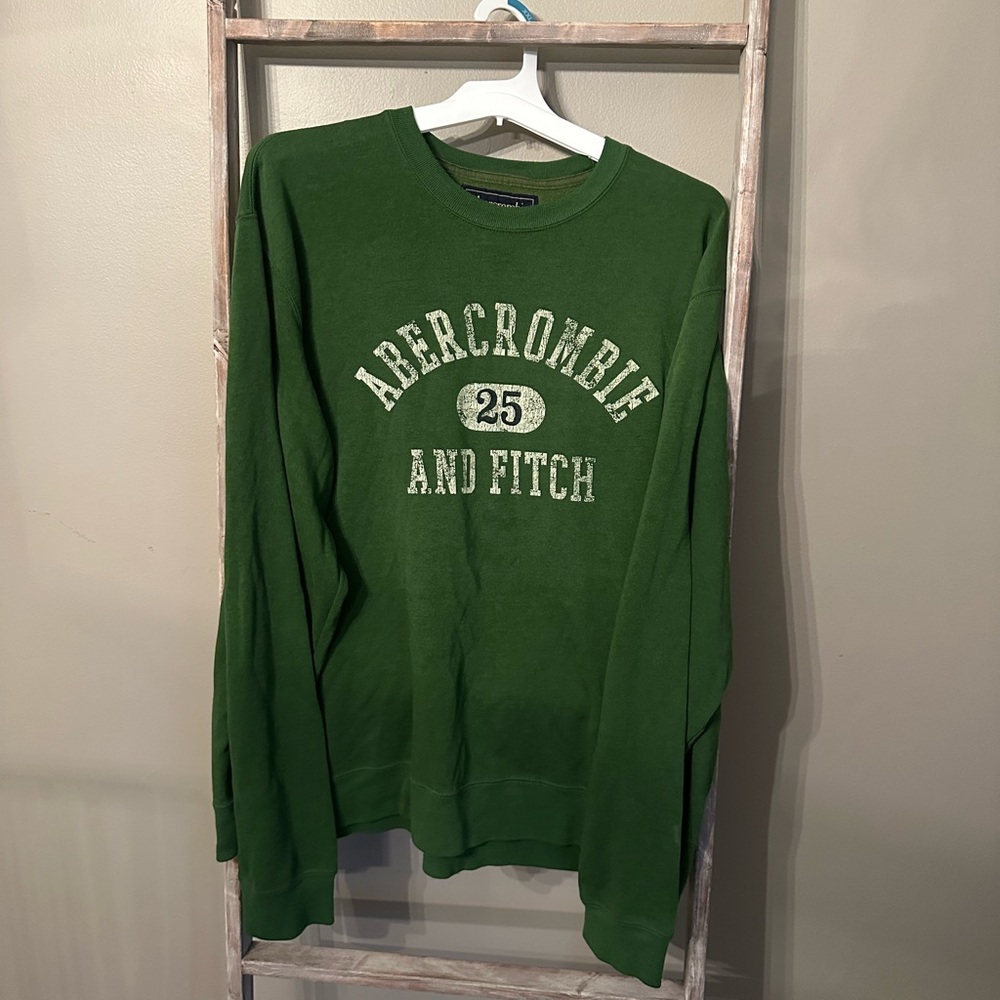 ABERCROMBIE
25
AND FITCH